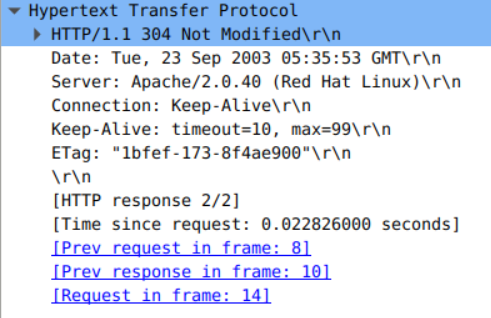 Hypertext Transfer Protocol
HTTP/1.1 304 Not Modified\r\n
Date: Tue, 23 Sep 2003 05:35:53 GMT\r\n
Server: Apache/2.0.40 (Red Hat Linux)\r\n
Connection: Keep-Alive\r\n
Keep-Alive: timeout=10, max=99\r\n
ETag: "1bfef-173-8f4ae900"\r\n
\r\n
[HTTP response 2/2]
[Time since request: 0.022826000 seconds]
[Prev request in frame: 8]
[Prev response in frame: 10]
[Request in frame: 14]